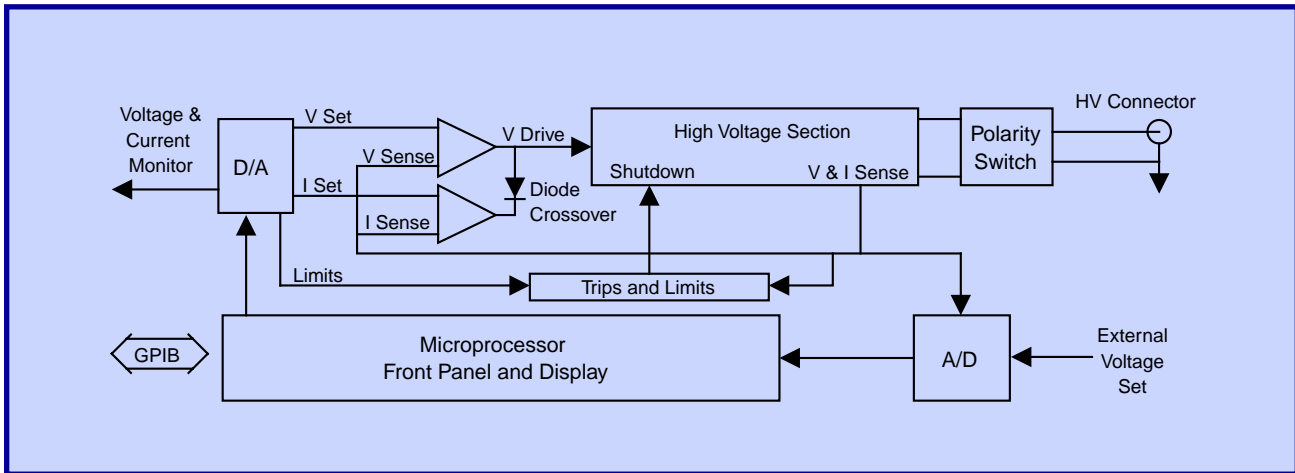 Voltage &
Current
Monitor
D/A
V Set
V Sense
I Set
I Sense
V Drive
Diode
Crossover
High Voltage Section
Shutdown
V & I Sense
Polarity
Switch
HV Connector
Limits
Trips and Limits
GPIB
Microprocessor
Front Panel and Display
A/D
External
Voltage
Set